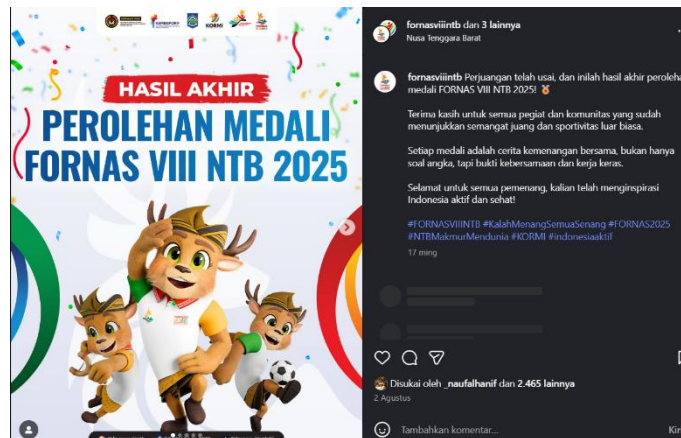 KORMI
HASIL AKHIR
PEROLEHAN MEDALI
FORNAS VIII NTB 2025
fornasviiintb dan 3 lainnya
Nusa Tenggara Barat
fornasviiintb Perjuangan telah usai, dan inilah hasil akhir peroleha
medali FORNAS VIII NTB 2025! 🏅
Terima kasih untuk semua pegiat dan komunitas yang sudah
menunjukkan semangat juang dan sportivitas luar biasa.
Setiap medali adalah cerita kemenangan bersama, bukan hanya
soal angka, tapi bukti kebersamaan dan kerja keras.
Selamat untuk semua pemenang, kalian telah menginspirasi
Indonesia aktif dan sehat!
#FORNASVIIINTB #KalahMenangSemuaSenang #FORNAS2025
#NTBMakmurMendunia #KORMI #indonesiaaktif
17 ming
Disukai oleh _naufalhanif dan 2.465 lainnya
2 Agustus
Tambahkan komentar...
Kir